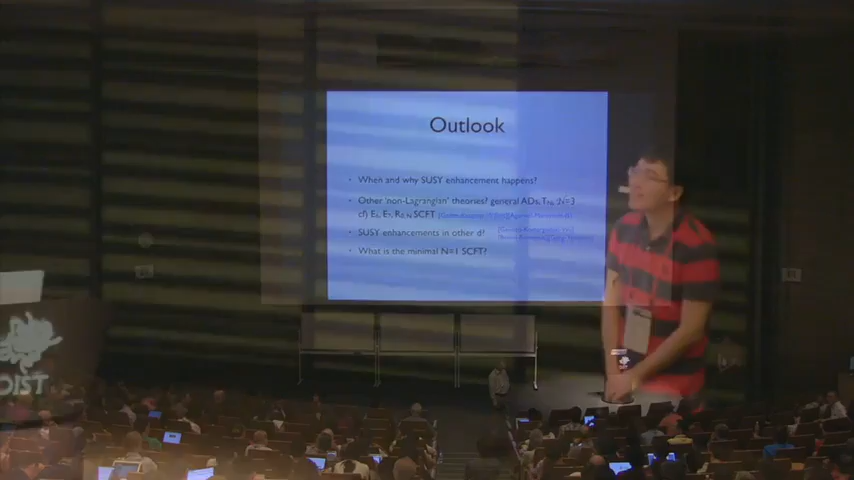 Outlook
• When and why SUSY enhancement happens?
• Other 'non-Lagrangian' theories? general ADs, T_N, N=3
cf) E₆, E₇, R₀,N SCFT
• SUSY enhancements in other d?
• What is the minimal N=1 SCFT?
OIST